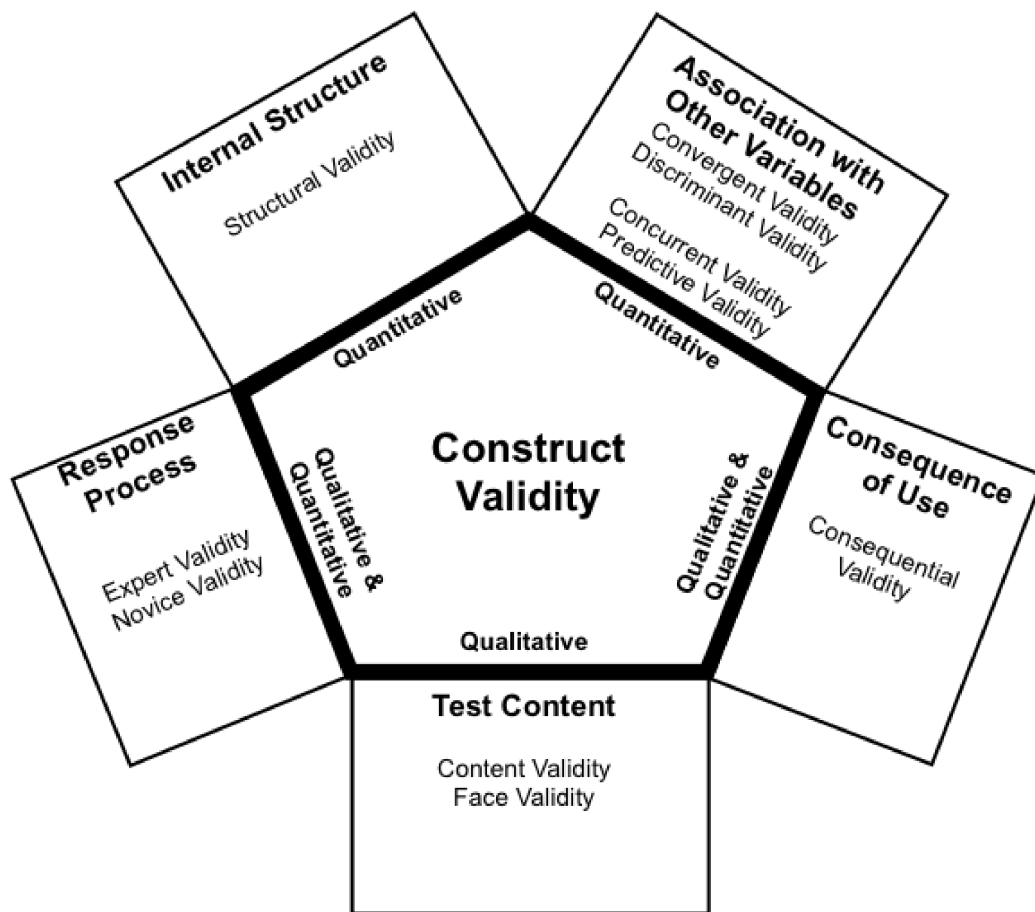 Internal Structure
Structural Validity
Quantitative
Association with
Other Variables
Convergent Validity
Discriminant Validity
Concurrent Validity
Predictive Validity
Quantitative
Response
Process
Expert Validity
Novice Validity
Qualitative &
Quantitative
Construct
Validity
Consequence
of Use
Consequential
Validity
Qualitative &
Quantitative
Qualitative
Test Content
Content Validity
Face Validity